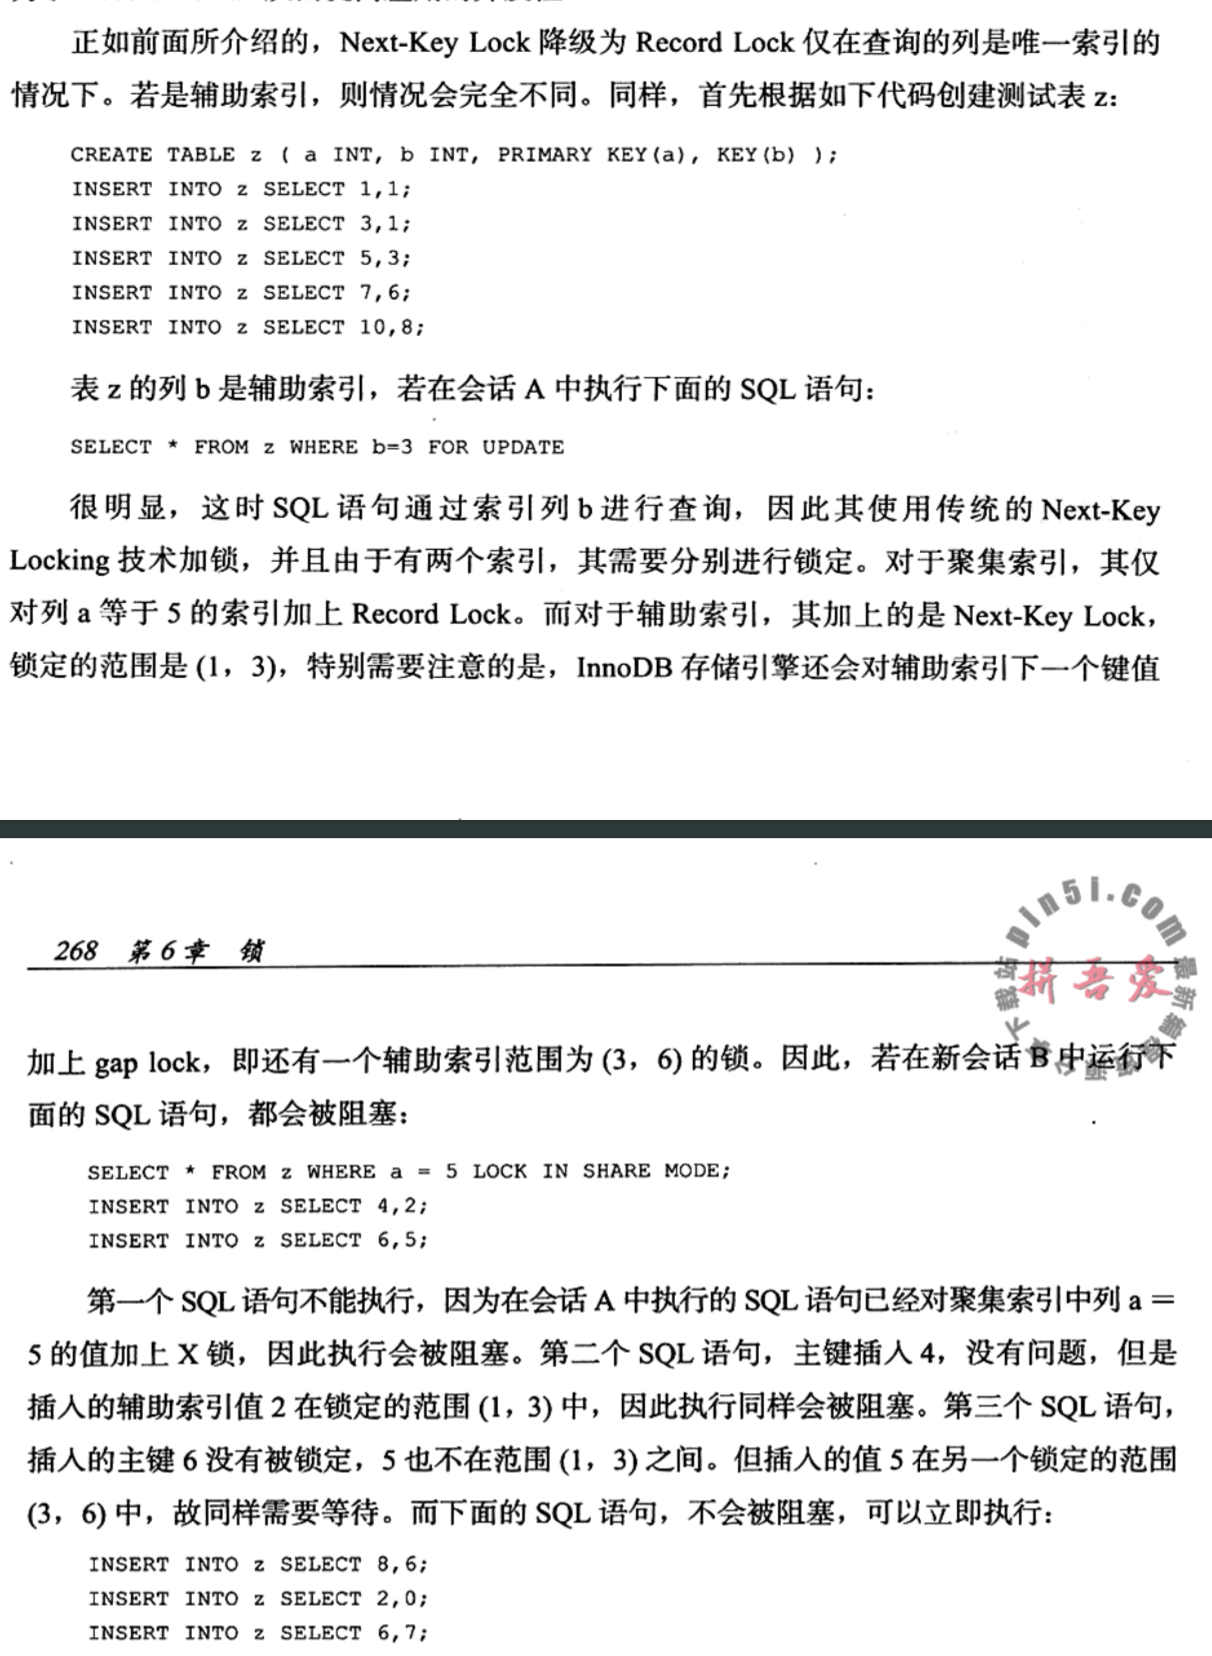 正如前面所介绍的，Next-Key Lock 降级为 Record Lock 仅在查询的列是唯一索引的
情况下。若是辅助索引，则情况会完全不同。同样，首先根据如下代码创建测试表 z：
CREATE TABLE z ( a INT, b INT, PRIMARY KEY(a), KEY(b) );
INSERT INTO z SELECT 1,1;
INSERT INTO z SELECT 3,1;
INSERT INTO z SELECT 5,3;
INSERT INTO z SELECT 7,6;
INSERT INTO z SELECT 10,8;
表 z 的列 b 是辅助索引，若在会话 A 中执行下面的 SQL 语句：
SELECT * FROM z WHERE b=3 FOR UPDATE
很明显，这时 SQL 语句通过索引列 b 进行查询，因此其使用传统的 Next-Key
Locking 技术加锁，并且由于有两个索引，其需要分别进行锁定。对于聚集索引，其仅
对列 a 等于 5 的索引加上 Record Lock。而对于辅助索引，其加上的是 Next-Key Lock，
锁定的范围是 (1，3)，特别需要注意的是，InnoDB 存储引擎还会对辅助索引下一个键值
pin5i.com
拼吾爱
268 第 6 章 锁
加上 gap lock，即还有一个辅助索引范围为 (3，6) 的锁。因此，若在新会话 B 中运行下
面的 SQL 语句，都会被阻塞：
SELECT * FROM z WHERE a = 5 LOCK IN SHARE MODE;
INSERT INTO z SELECT 4,2;
INSERT INTO z SELECT 6,5;
第一个 SQL 语句不能执行，因为在会话 A 中执行的 SQL 语句已经对聚集索引中列 a =
5 的值加上 X 锁，因此执行会被阻塞。第二个 SQL 语句，主键插入 4，没有问题，但是
插入的辅助索引值 2 在锁定的范围 (1，3) 中，因此执行同样会被阻塞。第三个 SQL 语句，
插入的主键 6 没有被锁定，5 也不在范围 (1，3) 之间。但插入的值 5 在另一个锁定的范围
(3，6) 中，故同样需要等待。而下面的 SQL 语句，不会被阻塞，可以立即执行：
INSERT INTO z SELECT 8,6;
INSERT INTO z SELECT 2,0;
INSERT INTO z SELECT 6,7;